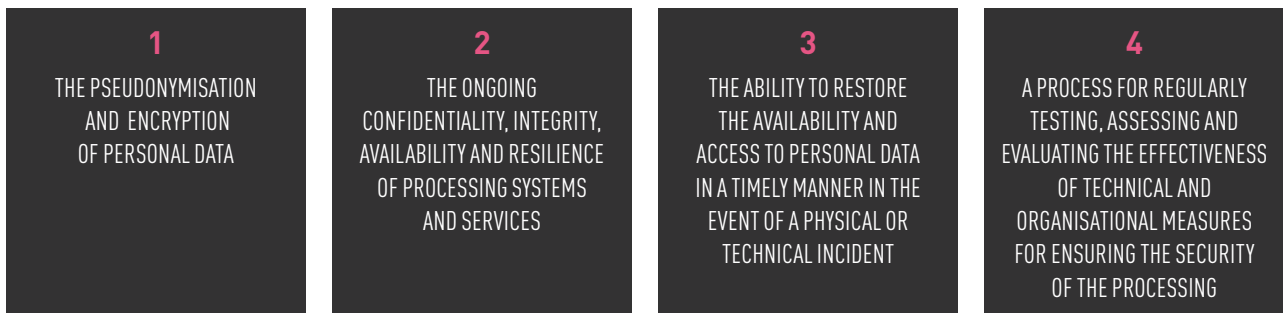 1
THE PSEUDONYMISATION
AND ENCRYPTION
OF PERSONAL DATA
2
THE ONGOING
CONFIDENTIALITY, INTEGRITY,
AVAILABILITY AND RESILIENCE
OF PROCESSING SYSTEMS
AND SERVICES
3
THE ABILITY TO RESTORE
THE AVAILABILITY AND
ACCESS TO PERSONAL DATA
IN A TIMELY MANNER IN THE
EVENT OF A PHYSICAL OR
TECHNICAL INCIDENT
4
A PROCESS FOR REGULARLY
TESTING, ASSESSING AND
EVALUATING THE EFFECTIVENESS
OF TECHNICAL AND
ORGANISATIONAL MEASURES
FOR ENSURING THE SECURITY
OF THE PROCESSING